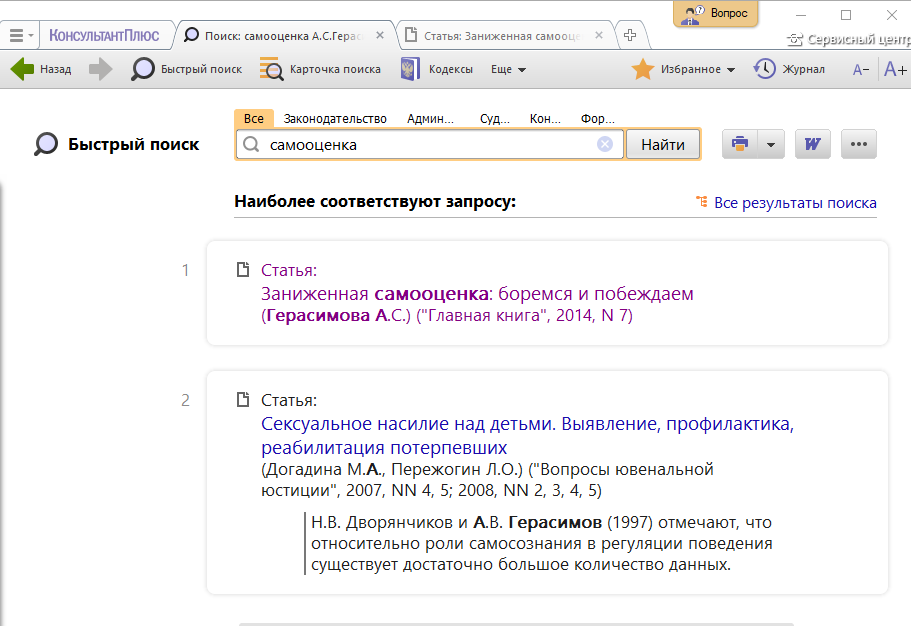 Вопрос
КонсультантПлюс
Поиск: самооценка А.С.Герас
Статья: Заниженная самооце
Сервисный центр
Назад
Быстрый поиск
Карточка поиска
Кодексы
Еще
Избранное
Журнал
А−
А+
Все
Законодательство
Админ...
Суд...
Кон...
Фор...
Быстрый поиск
самооценка
Найти
W
Наиболее соответствуют запросу:
Все результаты поиска
1
Статья:
Заниженная самооценка: боремся и побеждаем
(Герасимова А.С.) ("Главная книга", 2014, N 7)
2
Статья:
Сексуальное насилие над детьми. Выявление, профилактика,
реабилитация потерпевших
(Догадина М.А., Пережогин Л.О.) ("Вопросы ювенальной
юстиции", 2007, NN 4, 5; 2008, NN 2, 3, 4, 5)
Н.В. Дворянчиков и А.В. Герасимов (1997) отмечают, что
относительно роли самосознания в регуляции поведения
существует достаточно большое количество данных.